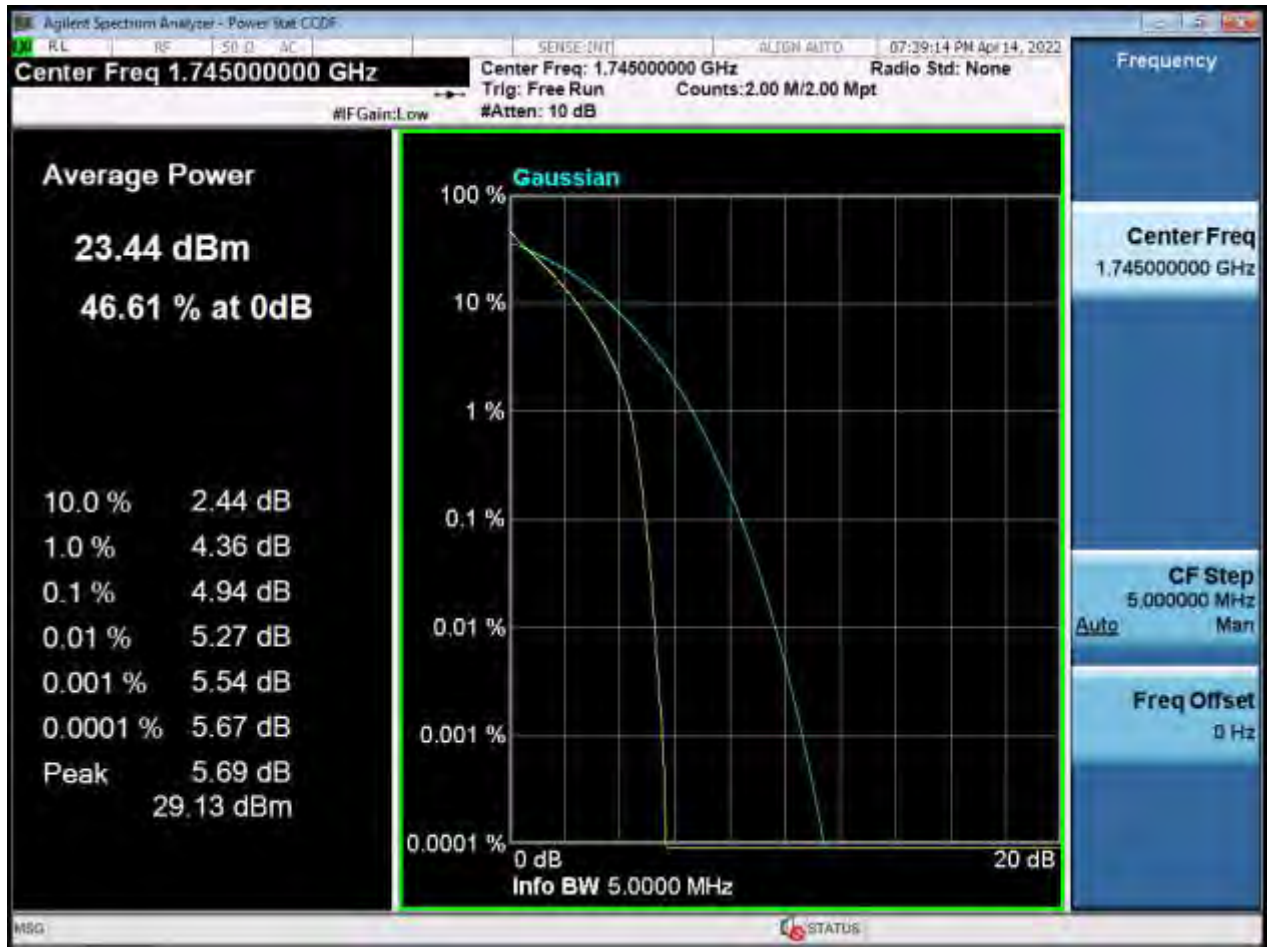 Agilent Spectrum Analyzer - Power Stat CCDF
RL RF 50 Ω AC SENSE:INT ALIGN AUTO 07:39:14 PM Apr 14, 2022
Center Freq 1.745000000 GHz
Center Freq: 1.745000000 GHz Radio Std: None
Trig: Free Run Counts:2.00 M/2.00 Mpt
#IFGain:Low #Atten: 10 dB
Average Power
23.44 dBm
46.61 % at 0dB
10.0 % 2.44 dB
1.0 % 4.36 dB
0.1 % 4.94 dB
0.01 % 5.27 dB
0.001 % 5.54 dB
0.0001 % 5.67 dB
Peak 5.69 dB
29.13 dBm
Gaussian
100 %
10 %
1 %
0.1 %
0.01 %
0.001 %
0.0001 %
0 dB 20 dB
Info BW 5.0000 MHz
Frequency
Center Freq
1.745000000 GHz
CF Step
5.000000 MHz
Auto Man
Freq Offset
0 Hz
MSG STATUS